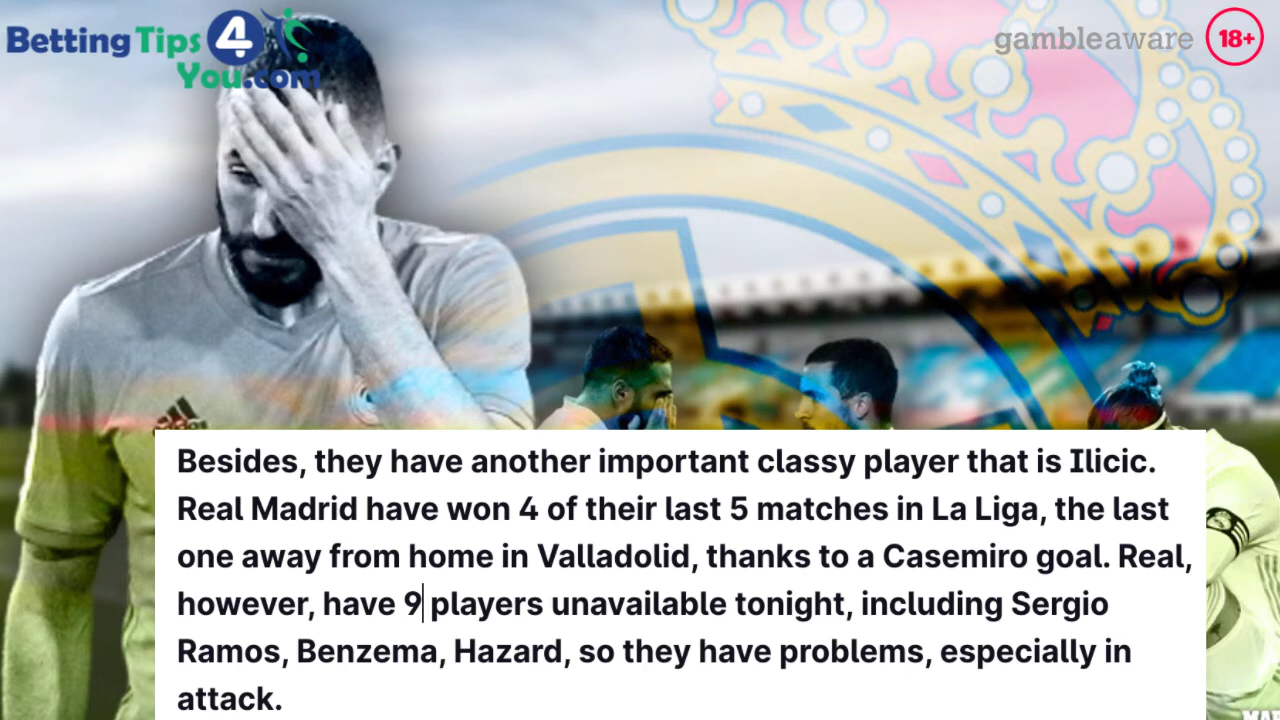 Betting Tips 4
You.com
gambleaware 18+
Besides, they have another important classy player that is Ilicic.
Real Madrid have won 4 of their last 5 matches in La Liga, the last
one away from home in Valladolid, thanks to a Casemiro goal. Real,
however, have 9 players unavailable tonight, including Sergio
Ramos, Benzema, Hazard, so they have problems, especially in
attack.